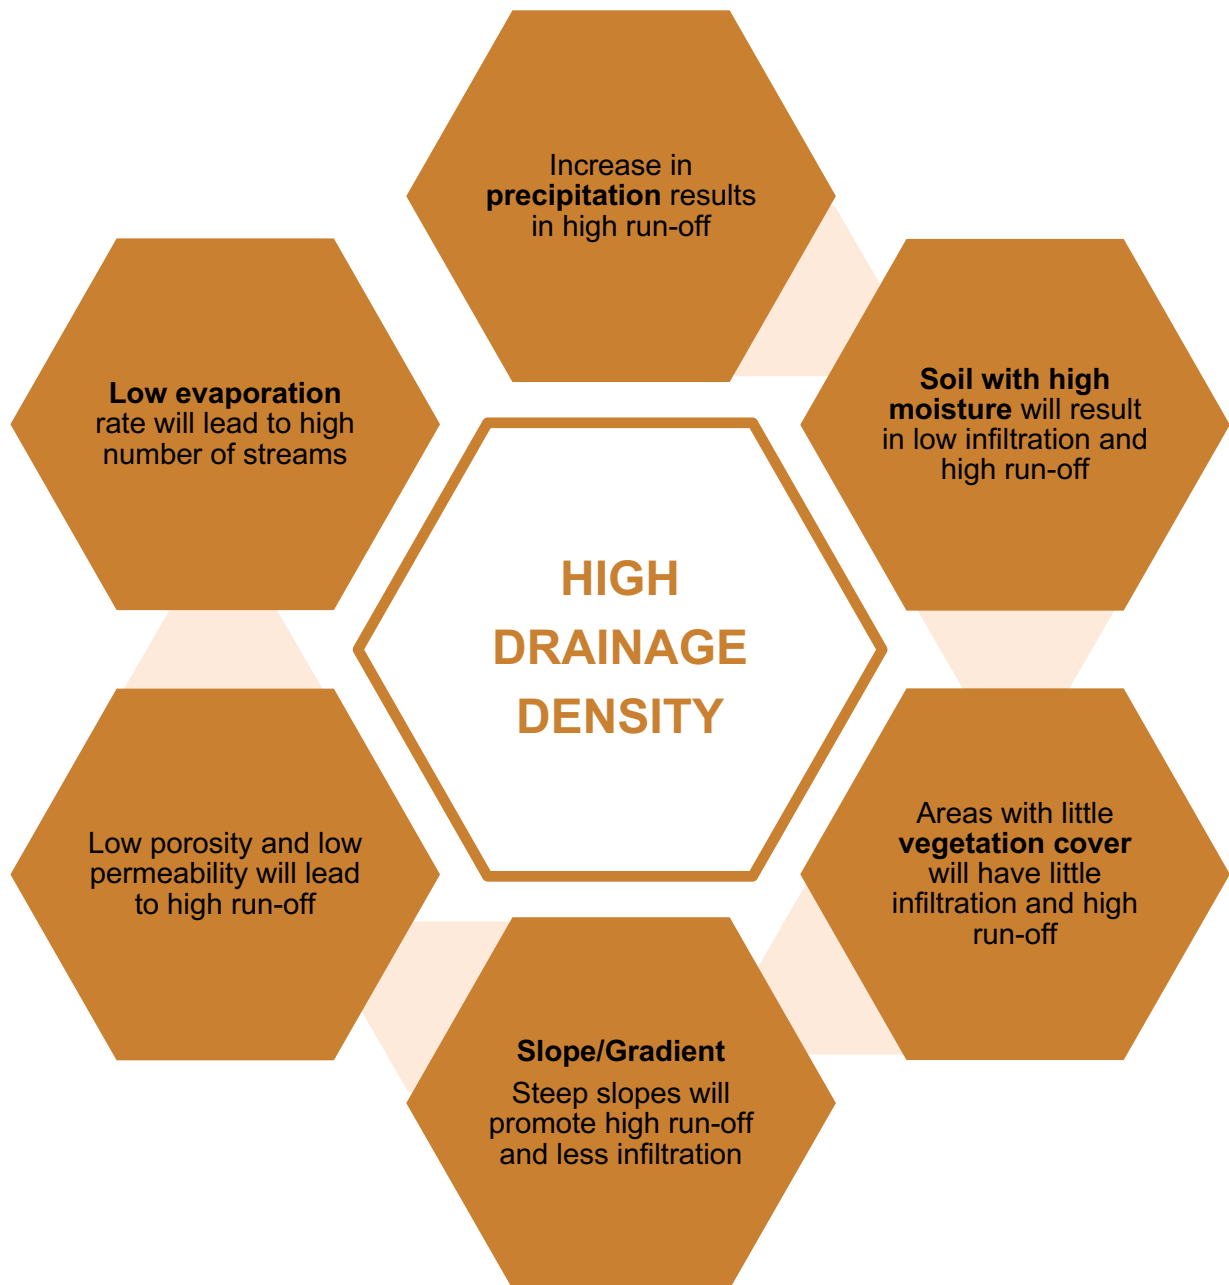 Increase in
precipitation results
in high run-off
Soil with high
moisture will result
in low infiltration and
high run-off
Areas with little
vegetation cover
will have little
infiltration and high
run-off
Slope/Gradient
Steep slopes will
promote high run-off
and less infiltration
Low porosity and low
permeability will lead
to high run-off
Low evaporation
rate will lead to high
number of streams
HIGH
DRAINAGE
DENSITY